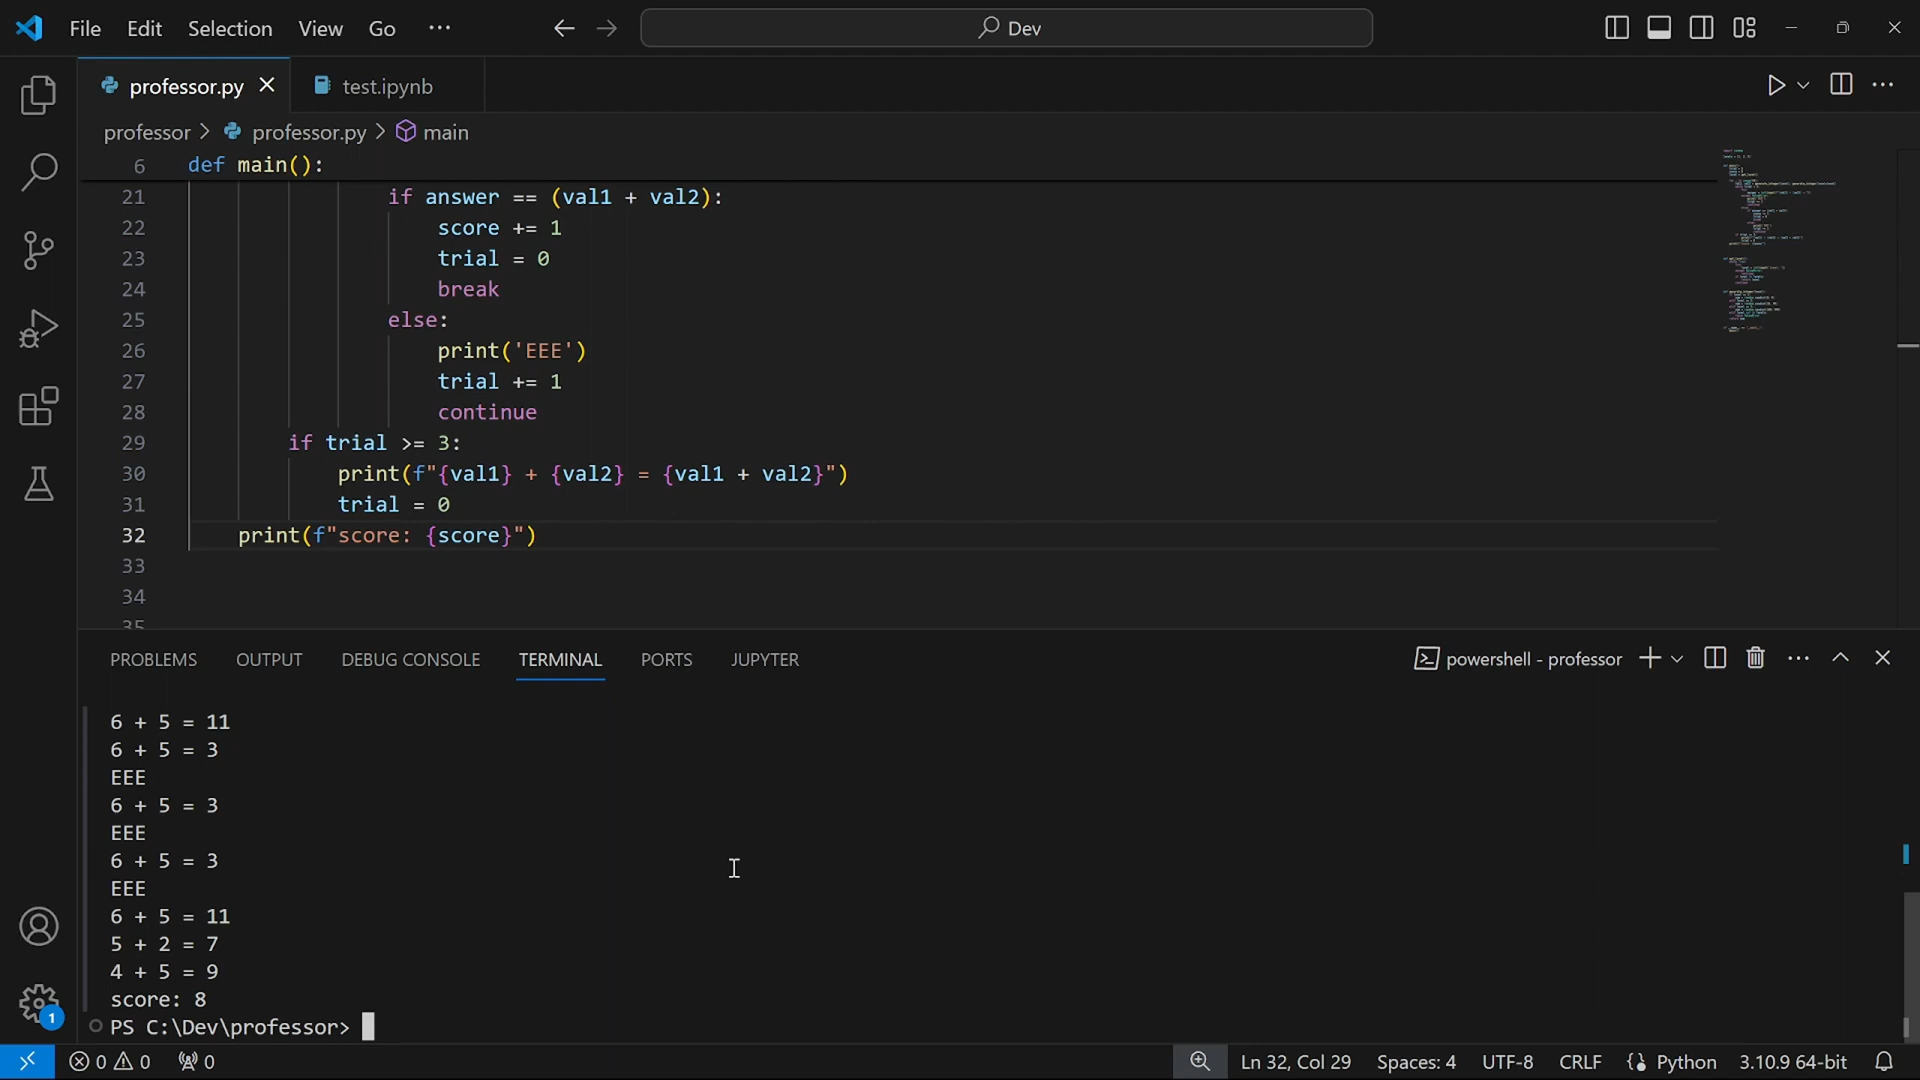 File Edit Selection View Go ··· Dev
professor.py test.ipynb
professor > professor.py > main
6 def main():
21 if answer == (val1 + val2):
22 score += 1
23 trial = 0
24 break
25 else:
26 print('EEE')
27 trial += 1
28 continue
29 if trial >= 3:
30 print(f"{val1} + {val2} = {val1 + val2}")
31 trial = 0
32 print(f"score: {score}")
33
34
35
PROBLEMS OUTPUT DEBUG CONSOLE TERMINAL PORTS JUPYTER powershell - professor
6 + 5 = 11
6 + 5 = 3
EEE
6 + 5 = 3
EEE
6 + 5 = 3
EEE
6 + 5 = 11
5 + 2 = 7
4 + 5 = 9
score: 8
PS C:\Dev\professor>
1
0 0 0 Ln 32, Col 29 Spaces: 4 UTF-8 CRLF Python 3.10.9 64-bit